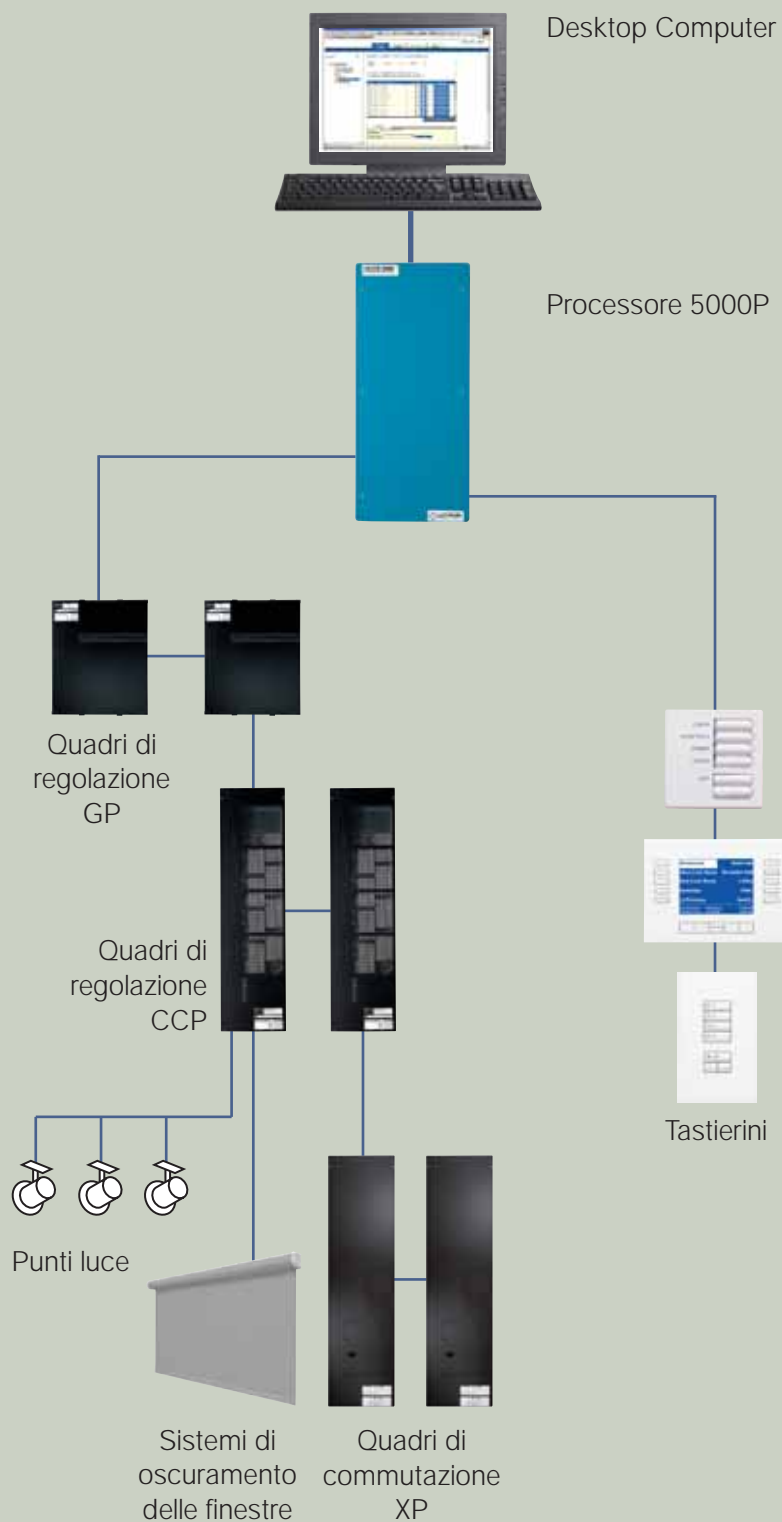 Desktop Computer
Processore 5000P
Quadri di
regolazione
GP
Quadri di
regolazione
CCP
Tastierini
Punti luce
Sistemi di
oscuramento
delle finestre
Quadri di
commutazione
XP